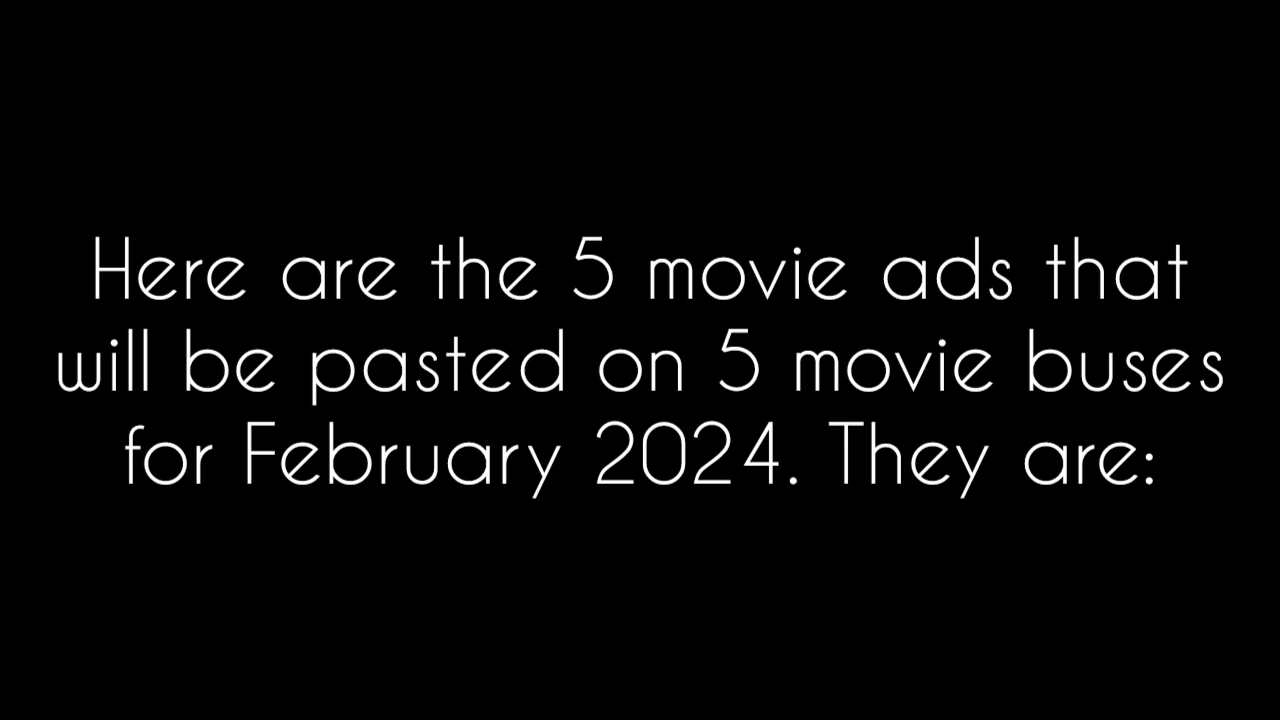 Here are the 5 movie ads that
will be pasted on 5 movie buses
for February 2024. They are: